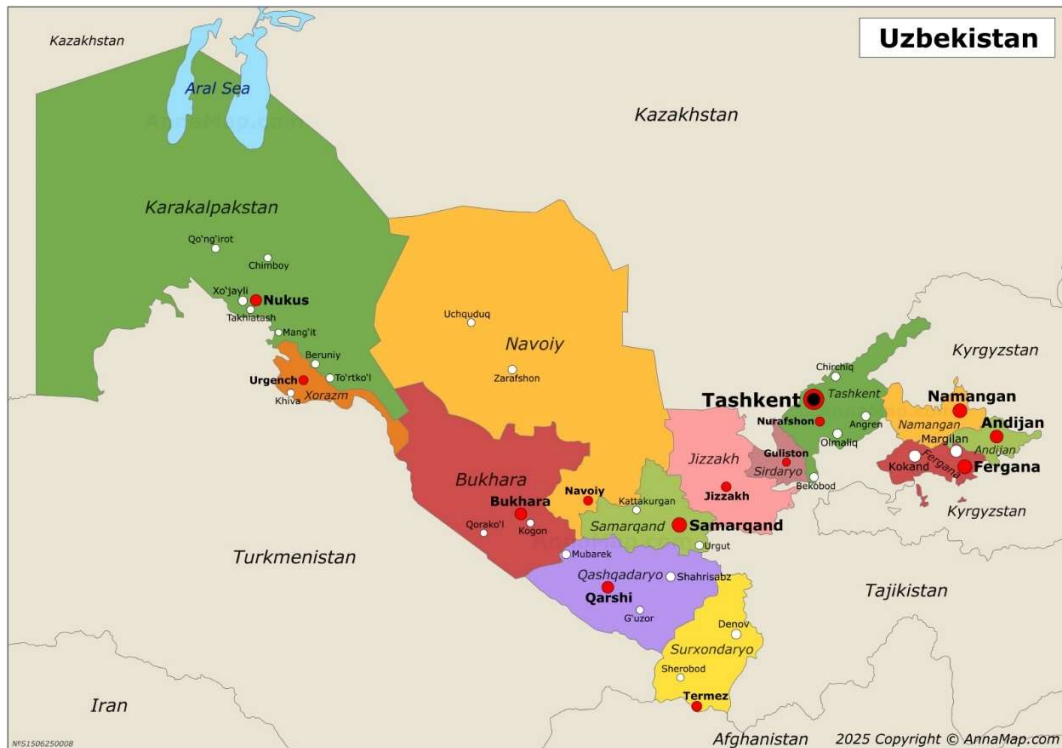 Kazakhstan
Uzbekistan
Aral Sea
AnnaMap.com
Kazakhstan
Karakalpakstan
Qo'ng'irot
Chimboy
Xo'jayli
Nukus
Takhiatash
Mang'it
Uchquduq
Navoiy
Zarafshon
Beruniy
To'rtko'l
Urgench
Xorazm
Khiva
Kyrgyzstan
Chirchiq
Tashkent
Tashkent
Nurafshon
Angren
Olmaliq
Namangan
Namangan
Andijan
Andijan
Margilan
Kokand
Fergana
Fergana
Guliston
Sirdaryo
Bekobod
Jizzakh
Jizzakh
Kyrgyzstan
Bukhara
Bukhara
Navoiy
Kattakurgan
Samarqand
Samarqand
Qorako'l
Kogon
Urgut
Mubarek
Turkmenistan
Qashqadaryo
Shahrisabz
Qarshi
G'uzor
Tajikistan
Denov
Surxondaryo
Sherobod
Termez
Iran
Afghanistan
№S1506250008
2025 Copyright © AnnaMap.com